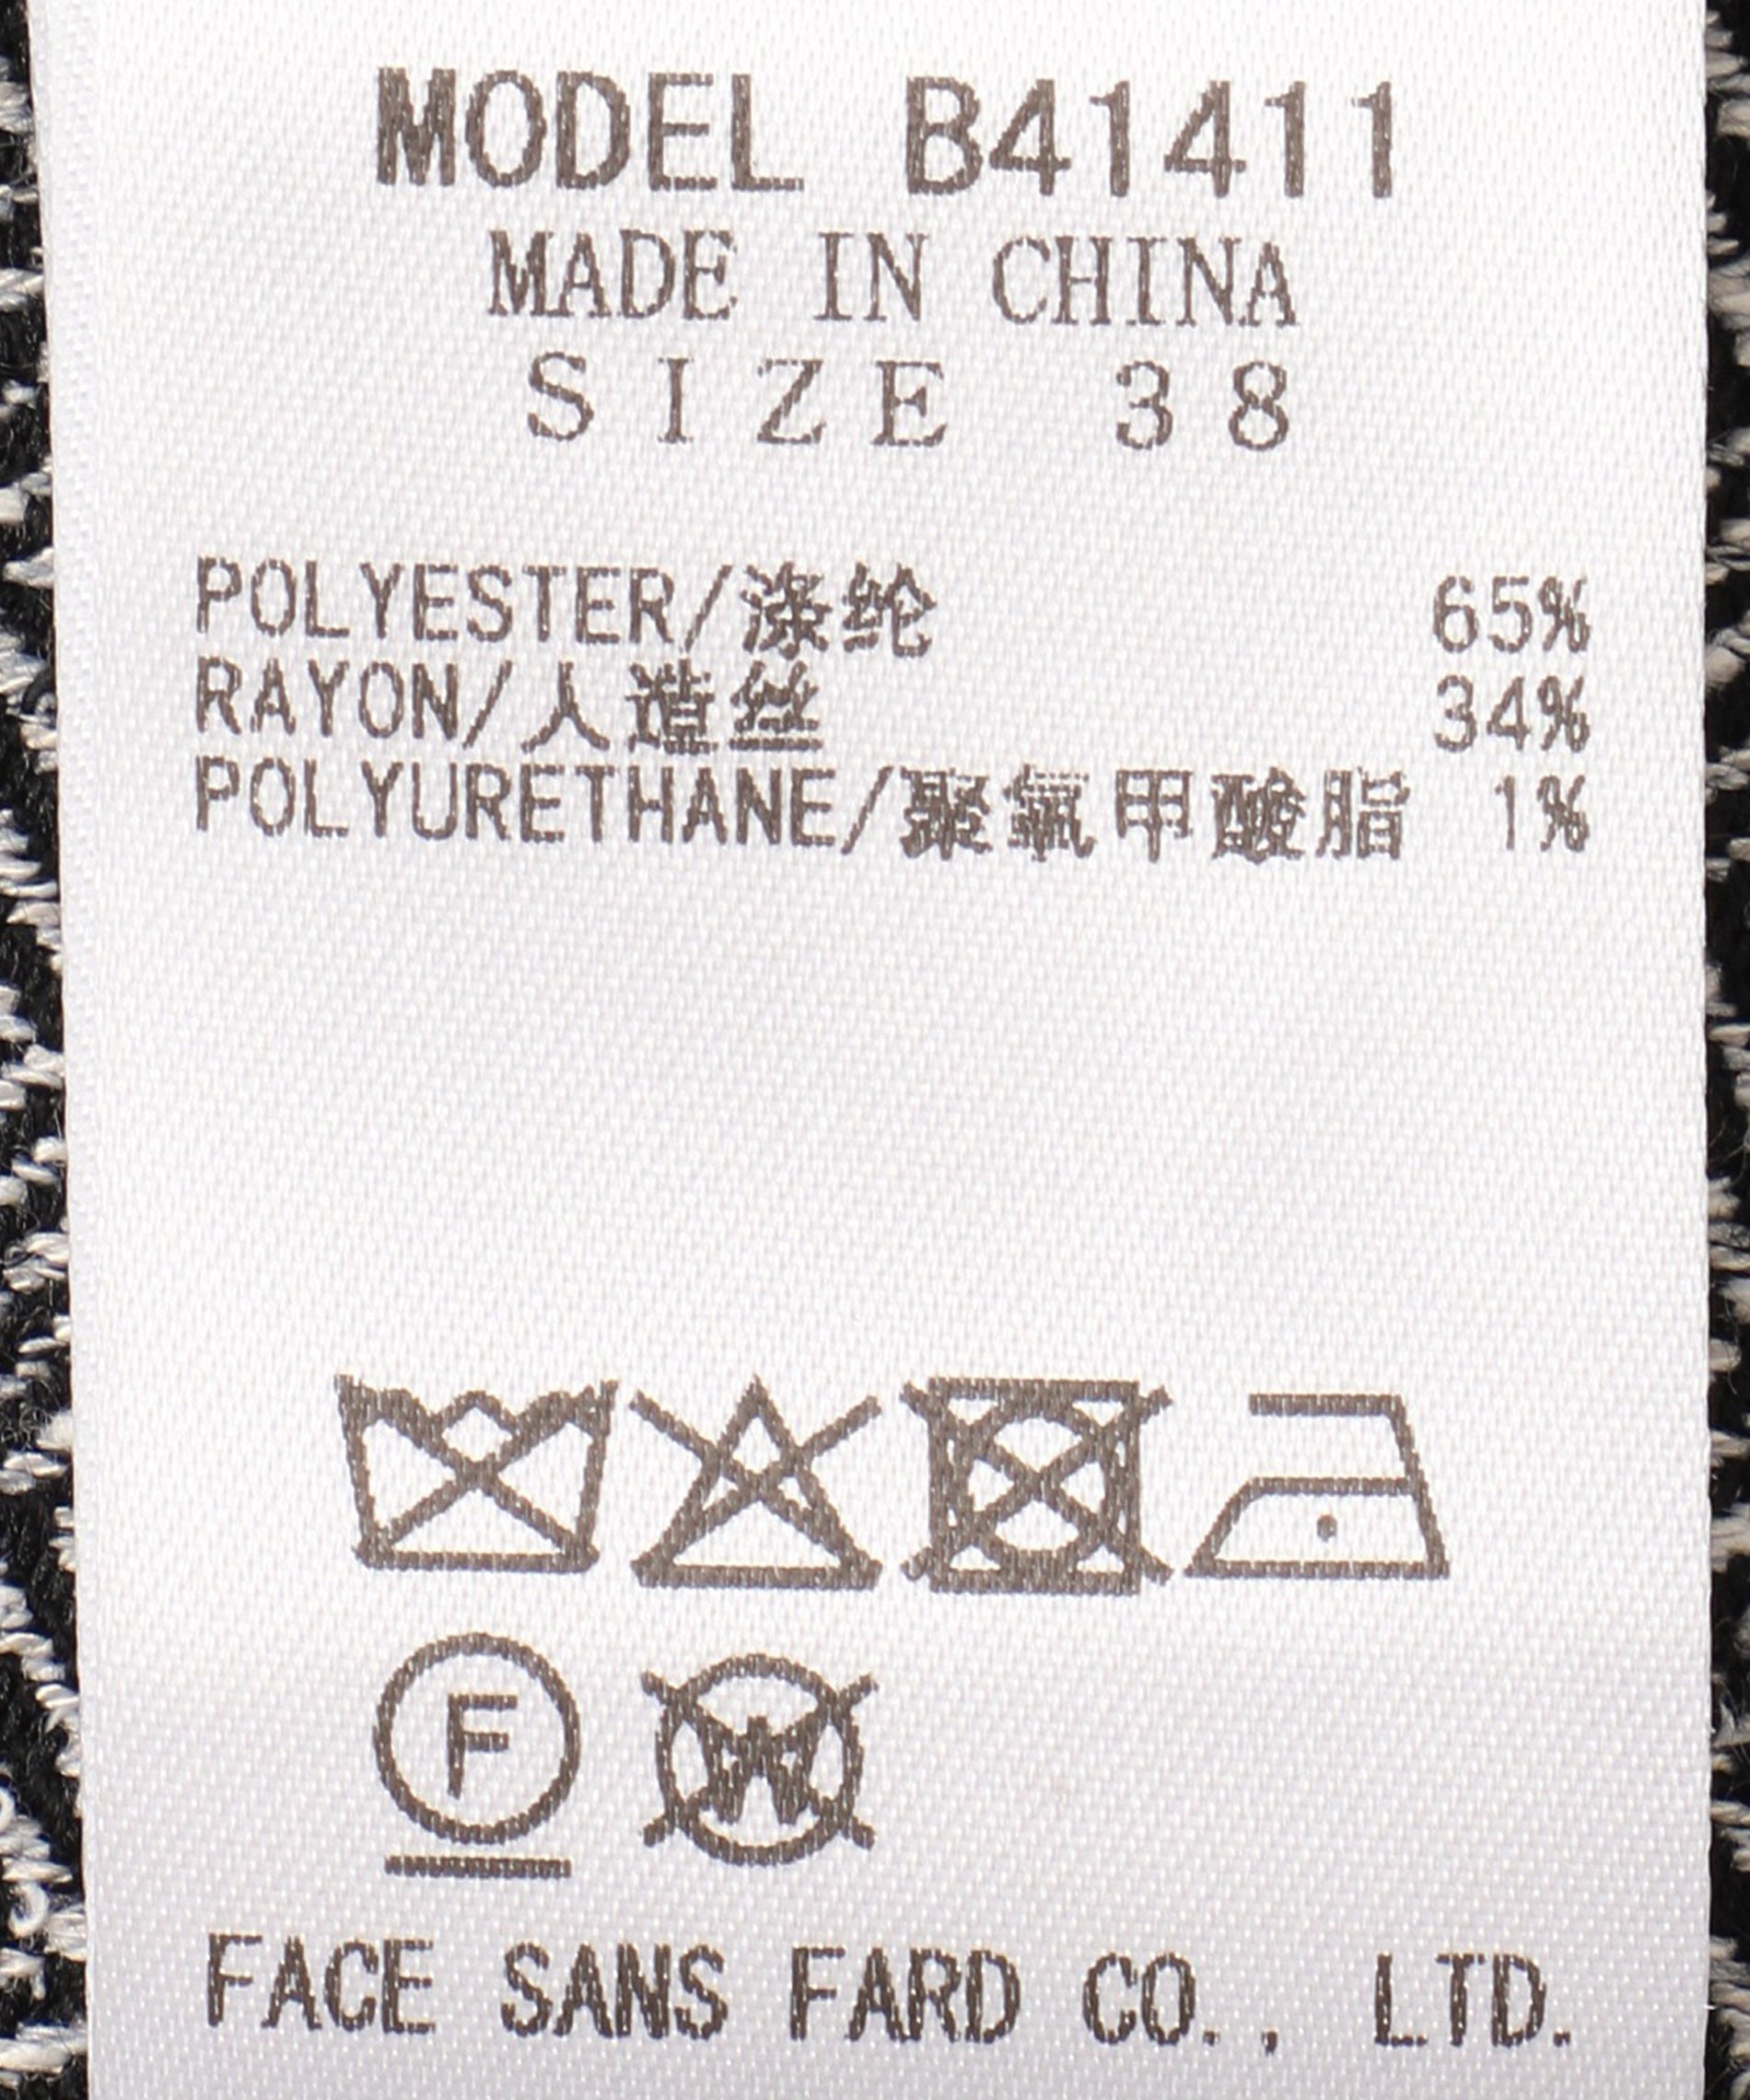 MODEL B41411
MADE IN CHINA
SIZE 38
POLYESTER/涤纶 65%
RAYON/人造丝 34%
POLYURETHANE/聚氨甲酸脂 1%
F
W
FACE SANS FARD CO., LTD.